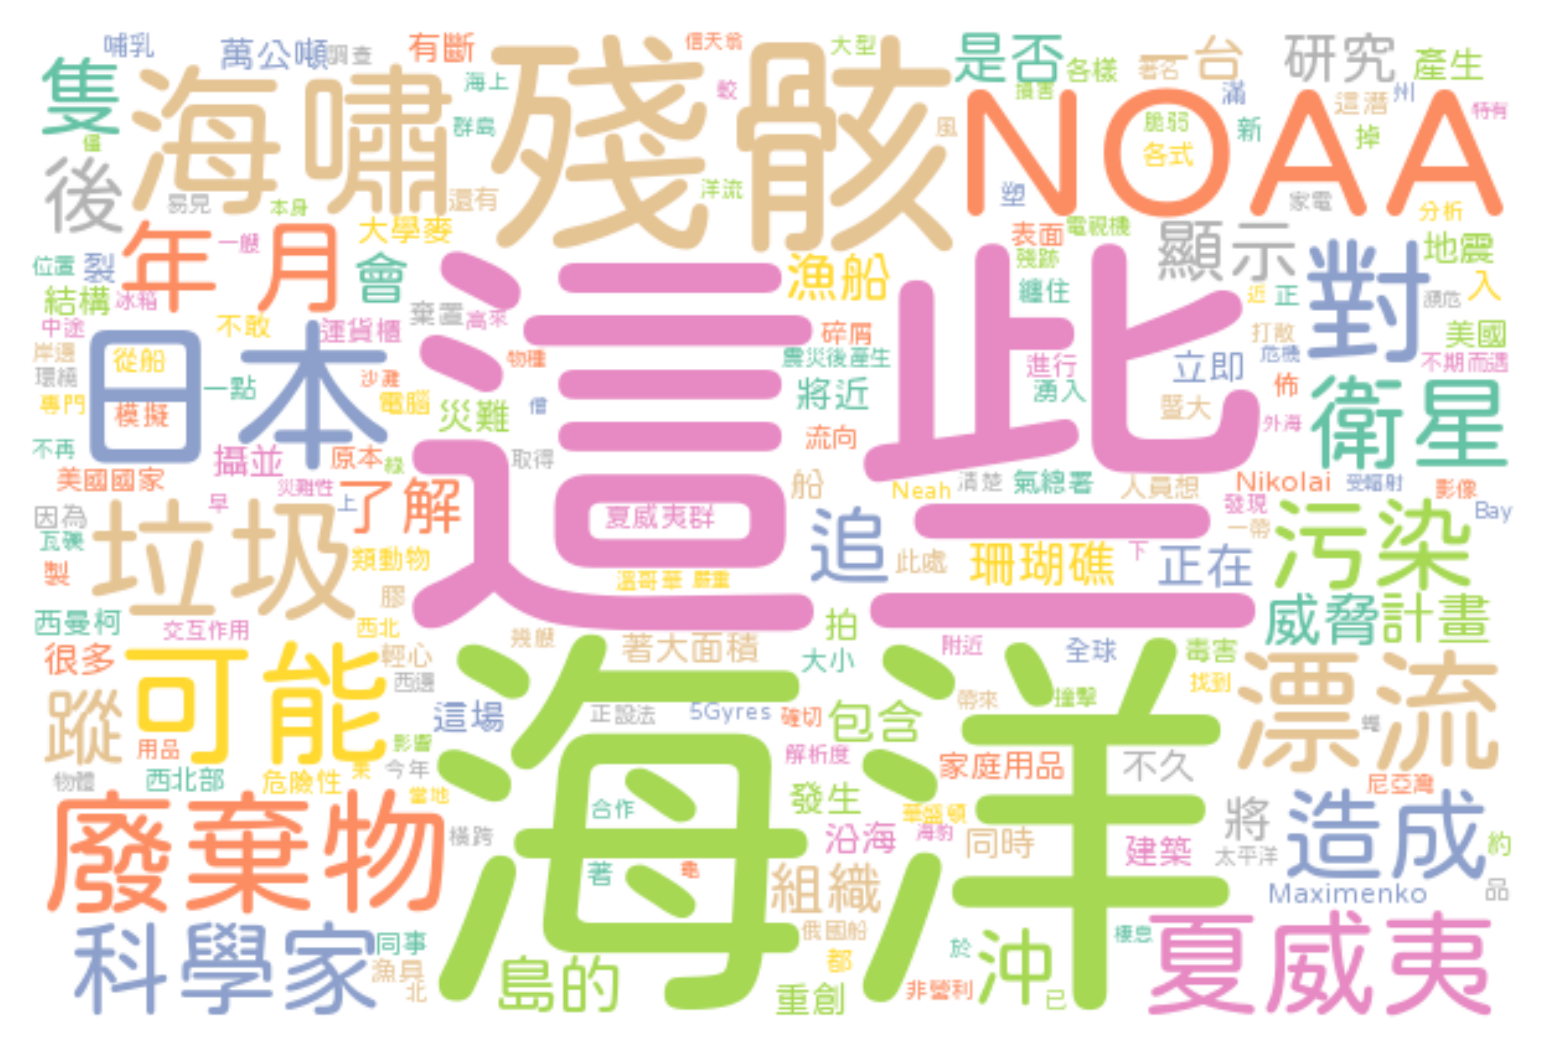 哺乳
萬公噸
調查
有斷
信天翁
大型
是否
各樣
著名
一台
研究
產生
隻
海嘯
殘骸
海上
較
損害
滿
這潛
州
特有
NOAA
群島
風
脆弱
各式
新
掉
後
易見
本身
還有
洋流
塑
家電
分析
年月
一艘
大學麥
表面
電視機
殘跡
顯示
對
地震
位置
裂
會
漁船
纏住
近
正
瀕危
入
結構
冰箱
棄置
高來
這些
中途
不敢
運貨櫃
碎屑
打散
美國
岸邊
從船
日本
物種
震災後產生
進行
立即
危機
不期而遇
環繞
一點
沙灘
將近
湧入
佈
衛星
專門
模擬
電腦
災難
僧
流向
暨大
外海
不再
攝並
原本
綠
取得
美國國家
災難性
船
Neah
清楚
氣總署
人員想
Nikolai
受輻射
影像
因為
早
上
了解
夏威夷群
發現
Bay
瓦礫
垃圾
類動物
追
此處
珊瑚礁
下
正在
一帶
污染
製
膠
溫哥華
嚴重
西曼柯
交互作用
西北
幾艘
著大面積
拍
威脅
計畫
很多
可能
輕心
大小
附近
全球
毒害
西邊
海洋
找到
漂流
蹤
用品
影響
這場
正設法
5Gyres
確切
包含
帶來
撞擊
物體
西北部
危險性
今年
解析度
家庭用品
不久
當地
合作
發生
華盛頓
尼亞灣
廢棄物
橫跨
沿海
海豹
同時
建築
將
太平洋
造成
約
著
龜
組織
Maximenko
品
科學家
同事
俄國船
棲息
夏威夷
漁具
北
島的
都
重創
於
非營利
沖
已